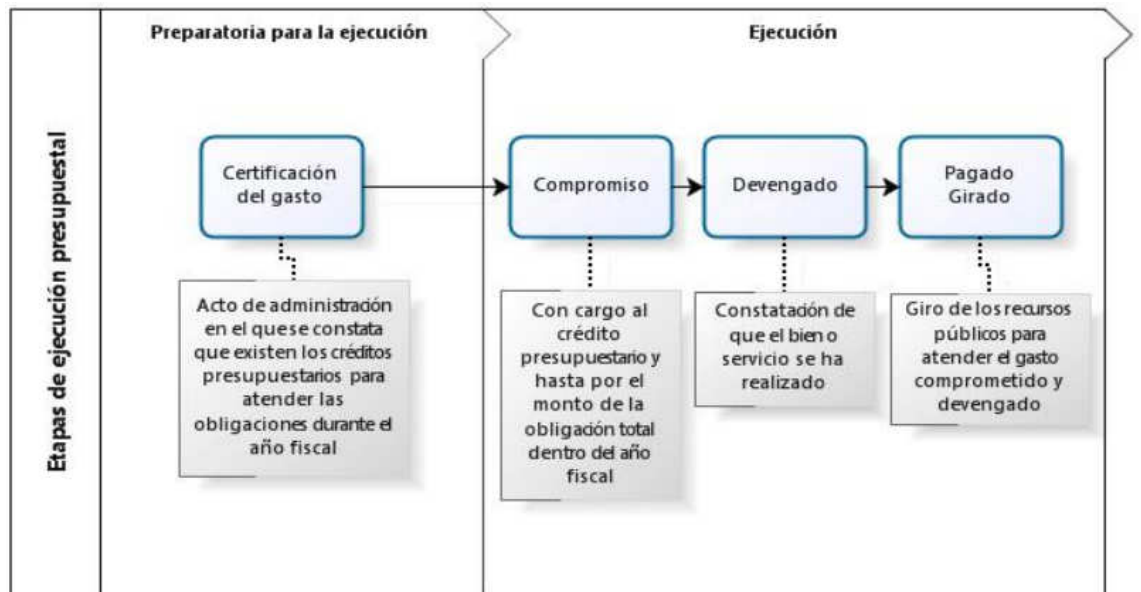 Preparatoria para la ejecución
Ejecución
Etapas de ejecución presupuestal
Certificación
del gasto
Compromiso
Devengado
Pagado
Girado
Acto de administración
en el que se constata
que existen los créditos
presupuestarios para
atender las
obligaciones durante el
año fiscal
Con cargo al
crédito
presupuestario y
hasta por el
monto de la
obligación total
dentro del año
fiscal
Constatación de
que el bien o
servicio se ha
realizado
Giro de los recursos
públicos para
atender el gasto
comprometido y
devengado